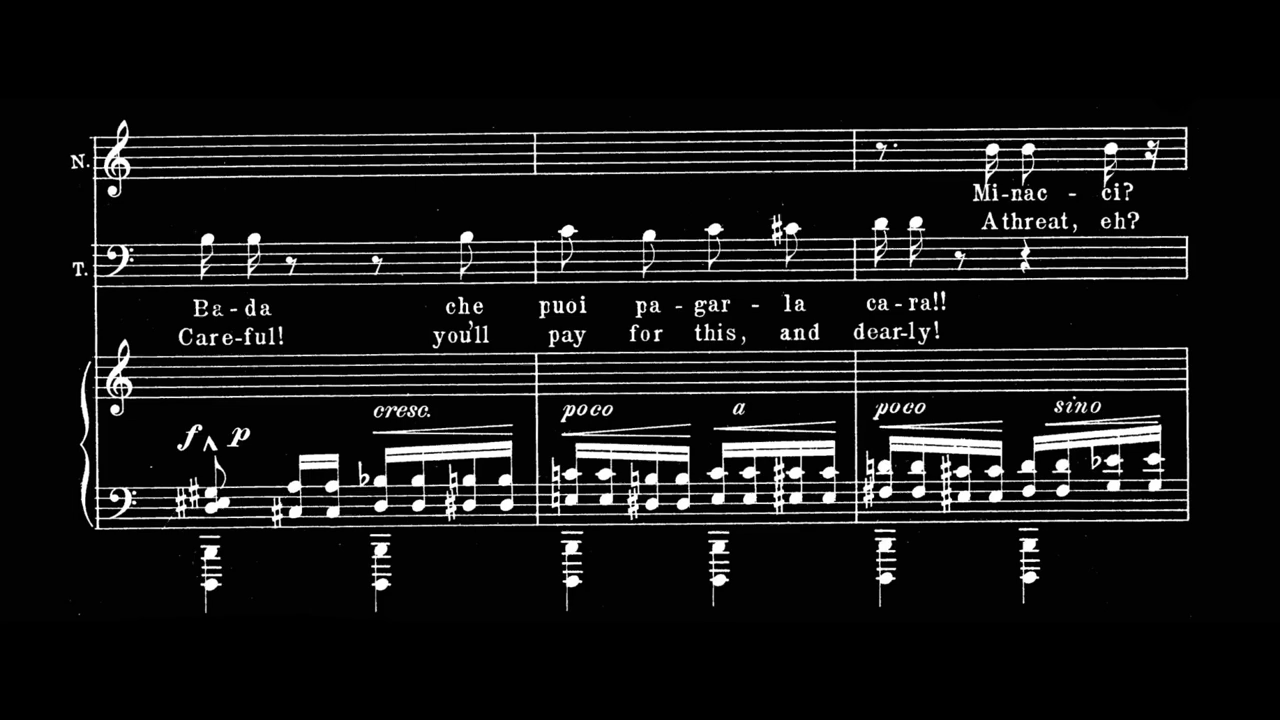 N.
Mi-nac - ci?
A threat, eh?
T.
Ba-da che puoi pa-gar-la ca-ra!!
Care-ful! you'll pay for this, and dear-ly!
cresc. poco a poco sino
f p